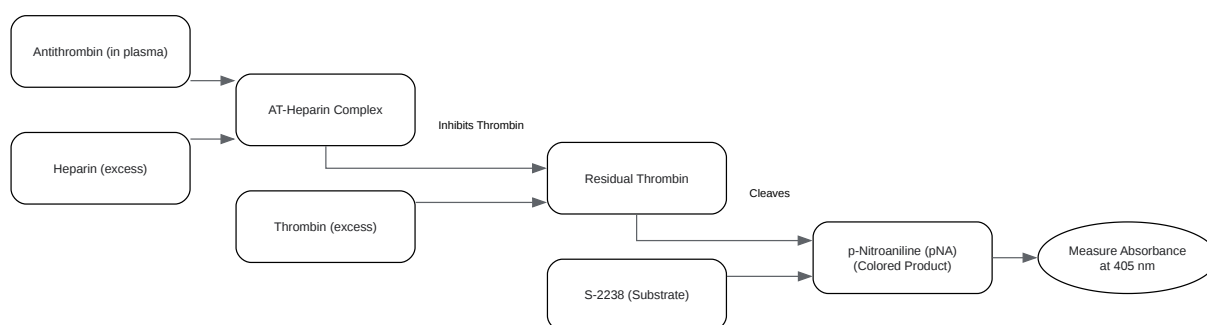 Antithrombin (in plasma)
Heparin (excess)
AT-Heparin Complex
Inhibits Thrombin
Thrombin (excess)
Residual Thrombin
Cleaves
S-2238 (Substrate)
p-Nitroaniline (pNA)
(Colored Product)
Measure Absorbance
at 405 nm